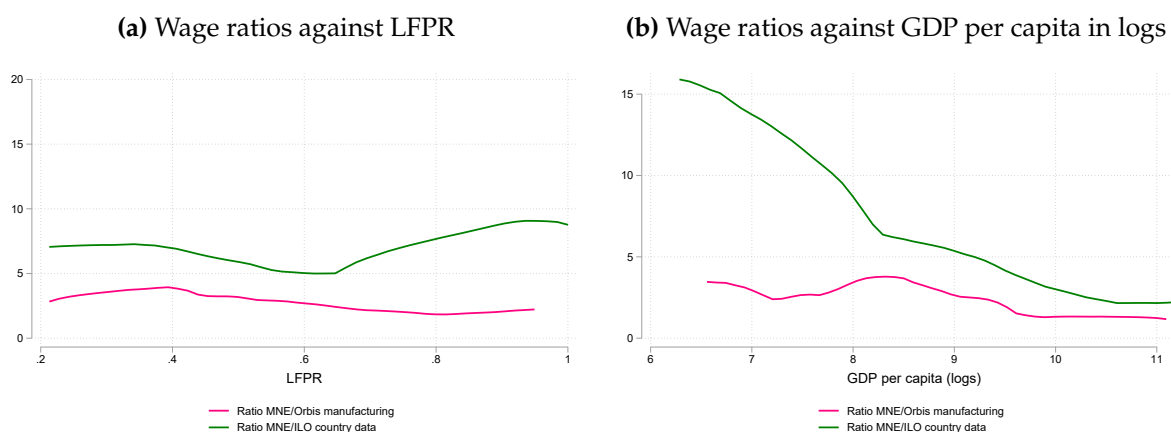 (a) Wage ratios against LFPR
20
15
10
5
0
.2 .4 .6 .8 1
LFPR
Ratio MNE/Orbis manufacturing
Ratio MNE/ILO country data
(b) Wage ratios against GDP per capita in logs
15
10
5
0
6 7 8 9 10 11
GDP per capita (logs)
Ratio MNE/Orbis manufacturing
Ratio MNE/ILO country data